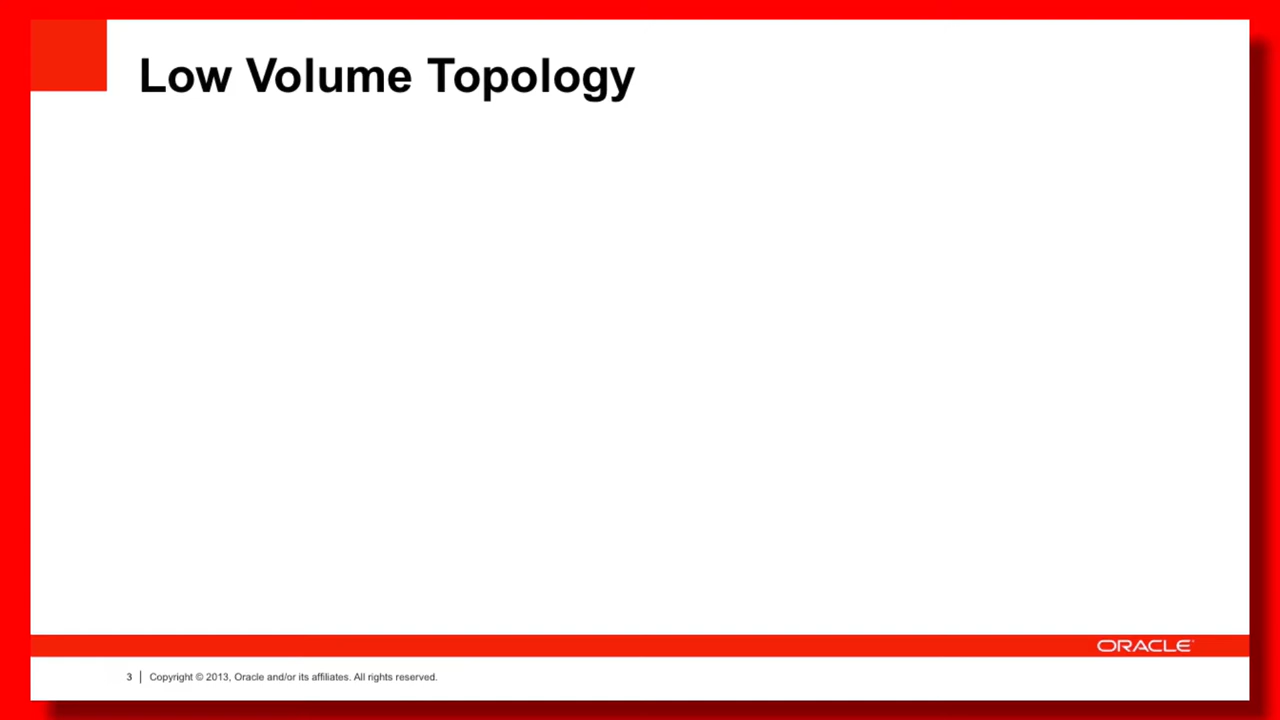 Low Volume Topology
ORACLE
3 | Copyright © 2013, Oracle and/or its affiliates. All rights reserved.